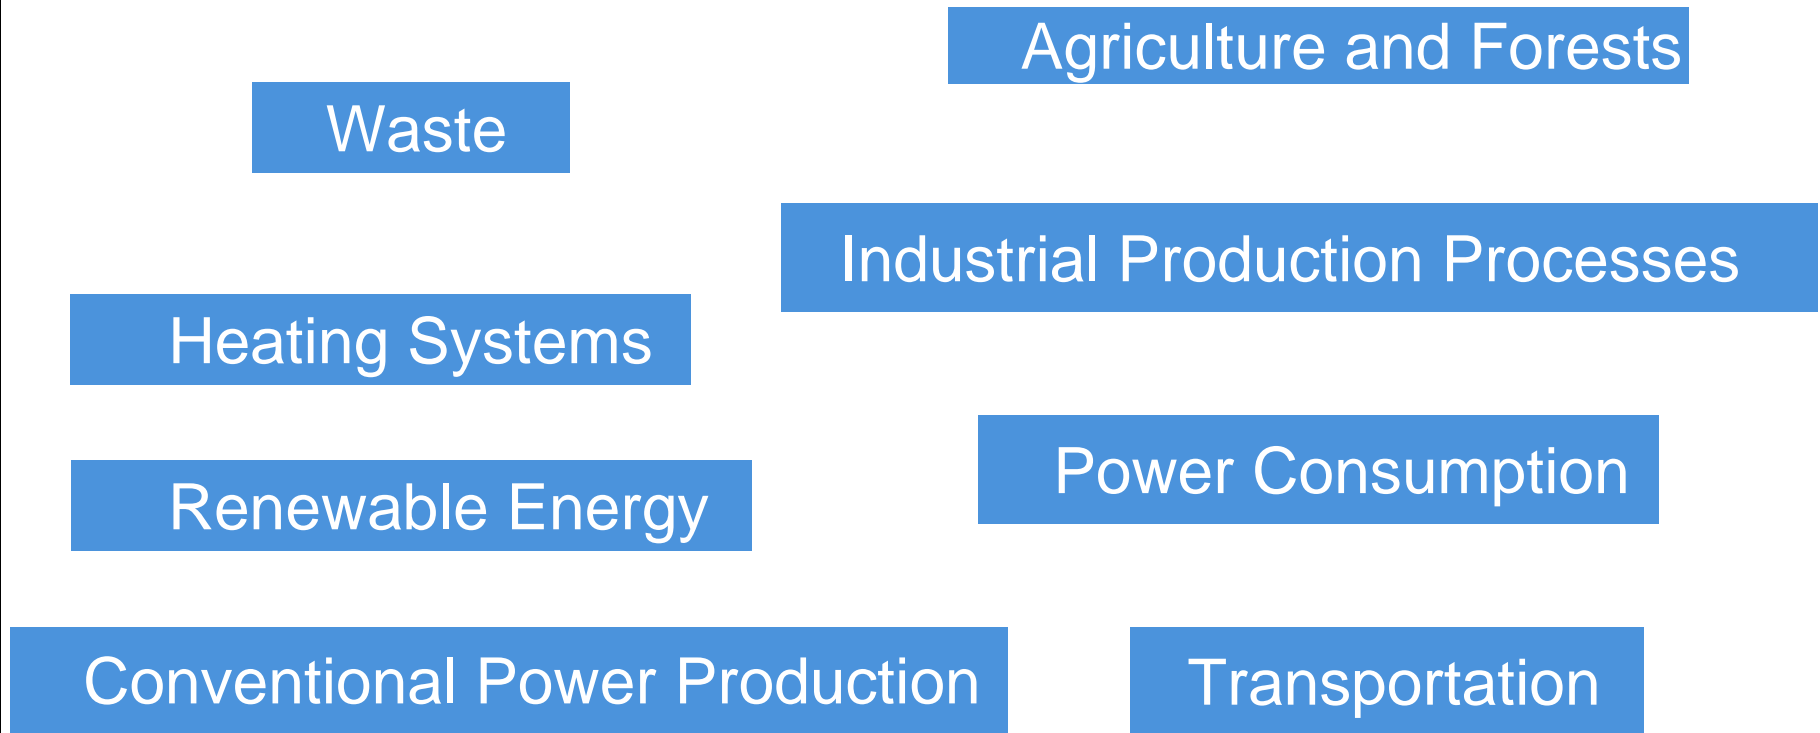 Agriculture and Forests
Waste
Industrial Production Processes
Heating Systems
Power Consumption
Renewable Energy
Conventional Power Production
Transportation